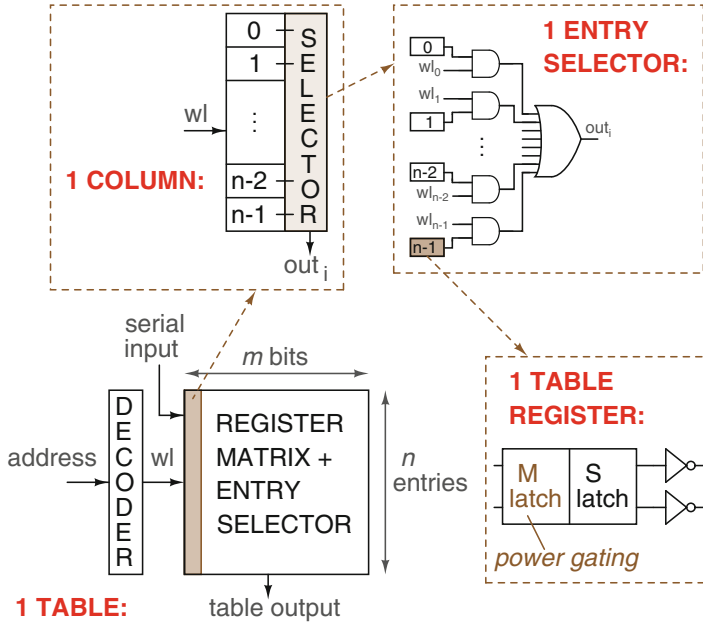 0
1
⋮
n-2
n-1
SELECTOR
wl
1 COLUMN:
out i
1 ENTRY
SELECTOR:
0
wl0
wl1
1
⋮
n-2
wln-2
wln-1
n-1
outi
serial
input
m bits
DECODER
address
wl
REGISTER
MATRIX +
ENTRY
SELECTOR
n
entries
1 TABLE:
table output
1 TABLE
REGISTER:
M
latch
S
latch
power gating